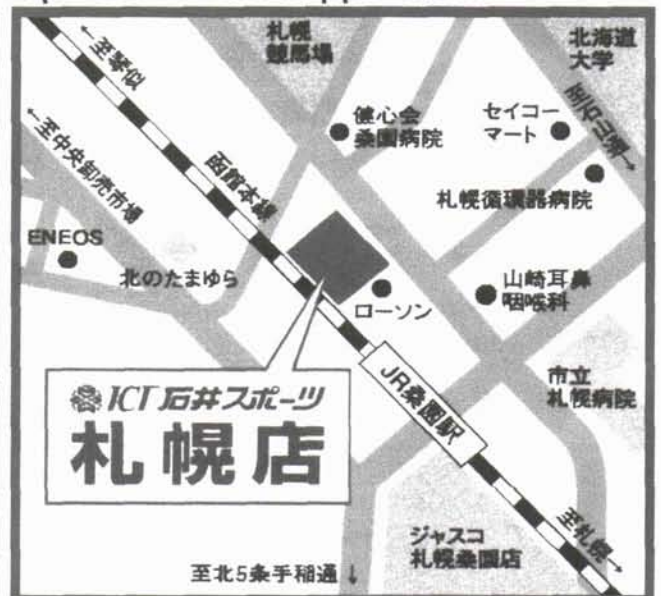 札幌
競馬場
北海道
大学
←至琴似
←至中央卸売市場
函館本線
健心会
桑園病院
セイコー
マート
至石山通→
札幌循環器病院
ENEOS
北のたまゆら
ローソン
山崎耳鼻
咽喉科
JR桑園駅
市立
札幌病院
ICT石井スポーツ
札幌店
ジャスコ
札幌桑園店
至札幌→
至北5条手稲通↓